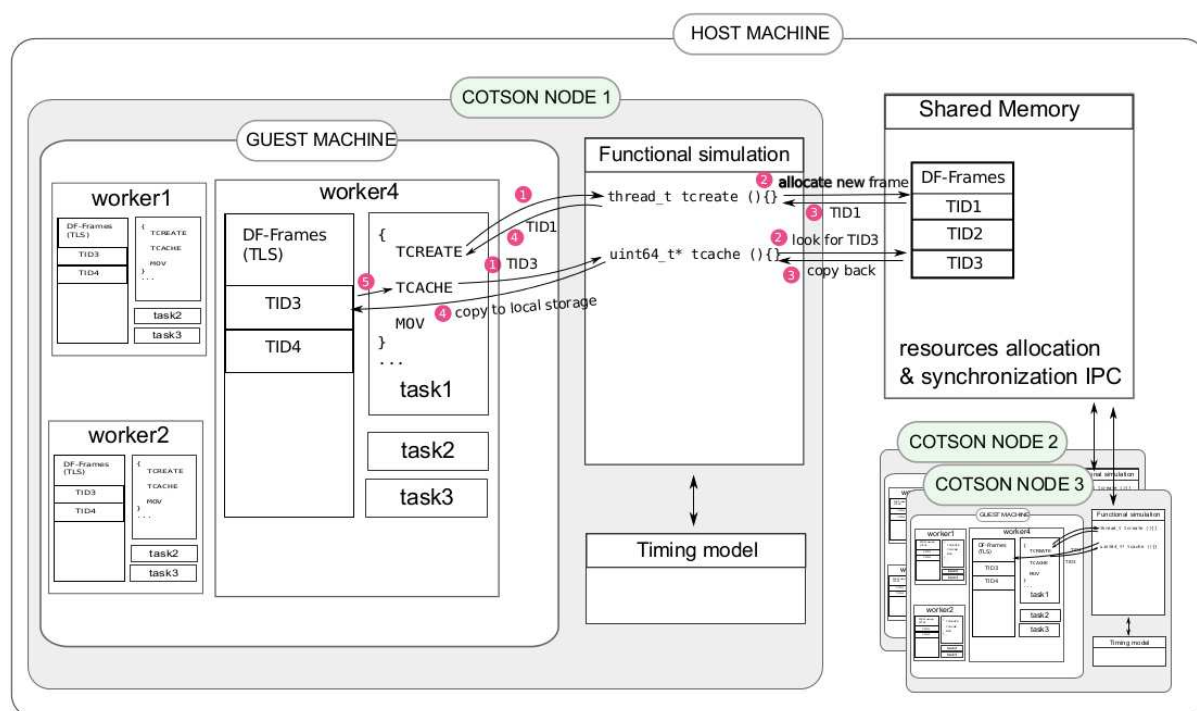 HOST MACHINE
COTSON NODE 1
GUEST MACHINE
worker1
DF-Frames
(TLS)
TID3
TID4
{
TCREATE
TCACHE
MOV
}
...
task2
task3
worker2
DF-Frames
(TLS)
TID3
TID4
{
TCREATE
TCACHE
MOV
}
...
task2
task3
worker4
DF-Frames
(TLS)
TID3
TID4
{
TCREATE
TCACHE
MOV
}
...
task1
task2
task3
1
4 TID1
1 TID3
5
4 copy to local storage
Functional simulation
thread_t tcreate (){}
uint64_t* tcache (){}
2 allocate new frame
3 TID1
2 look for TID3
3 copy back
Timing model
Shared Memory
DF-Frames
TID1
TID2
TID3
resources allocation
& synchronization IPC
COTSON NODE 2
COTSON NODE 3
GUEST MACHINE
worker1
worker2
worker4
DF-Frames
(TLS)
TID3
TID4
{
TCREATE
TCACHE
MOV
}
...
task1
task2
task3
Functional simulation
thread_t tcreate (){}
uint64_t* tcache (){}
Timing model